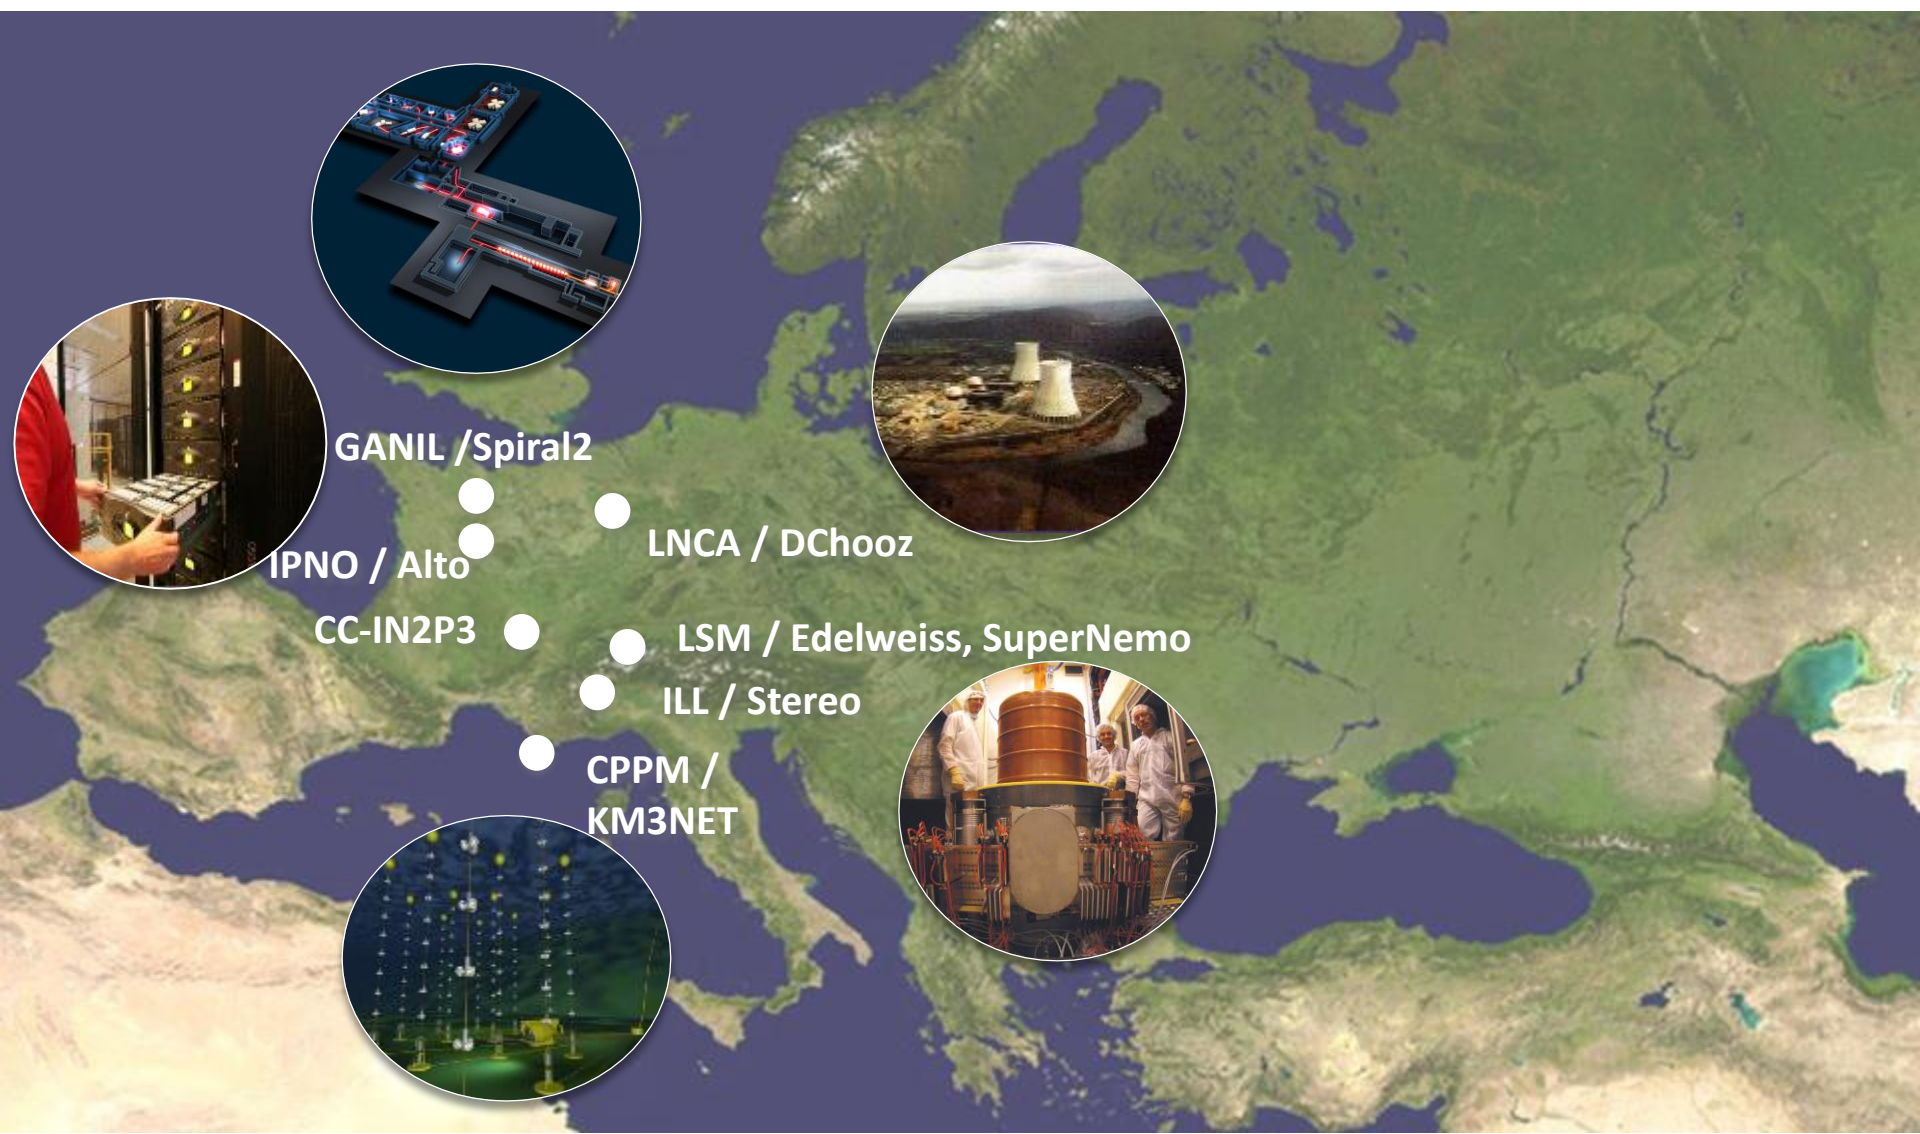 GANIL /Spiral2
LNCA / DChooz
IPNO / Alto
CC-IN2P3
LSM / Edelweiss, SuperNemo
ILL / Stereo
CPPM /
KM3NET